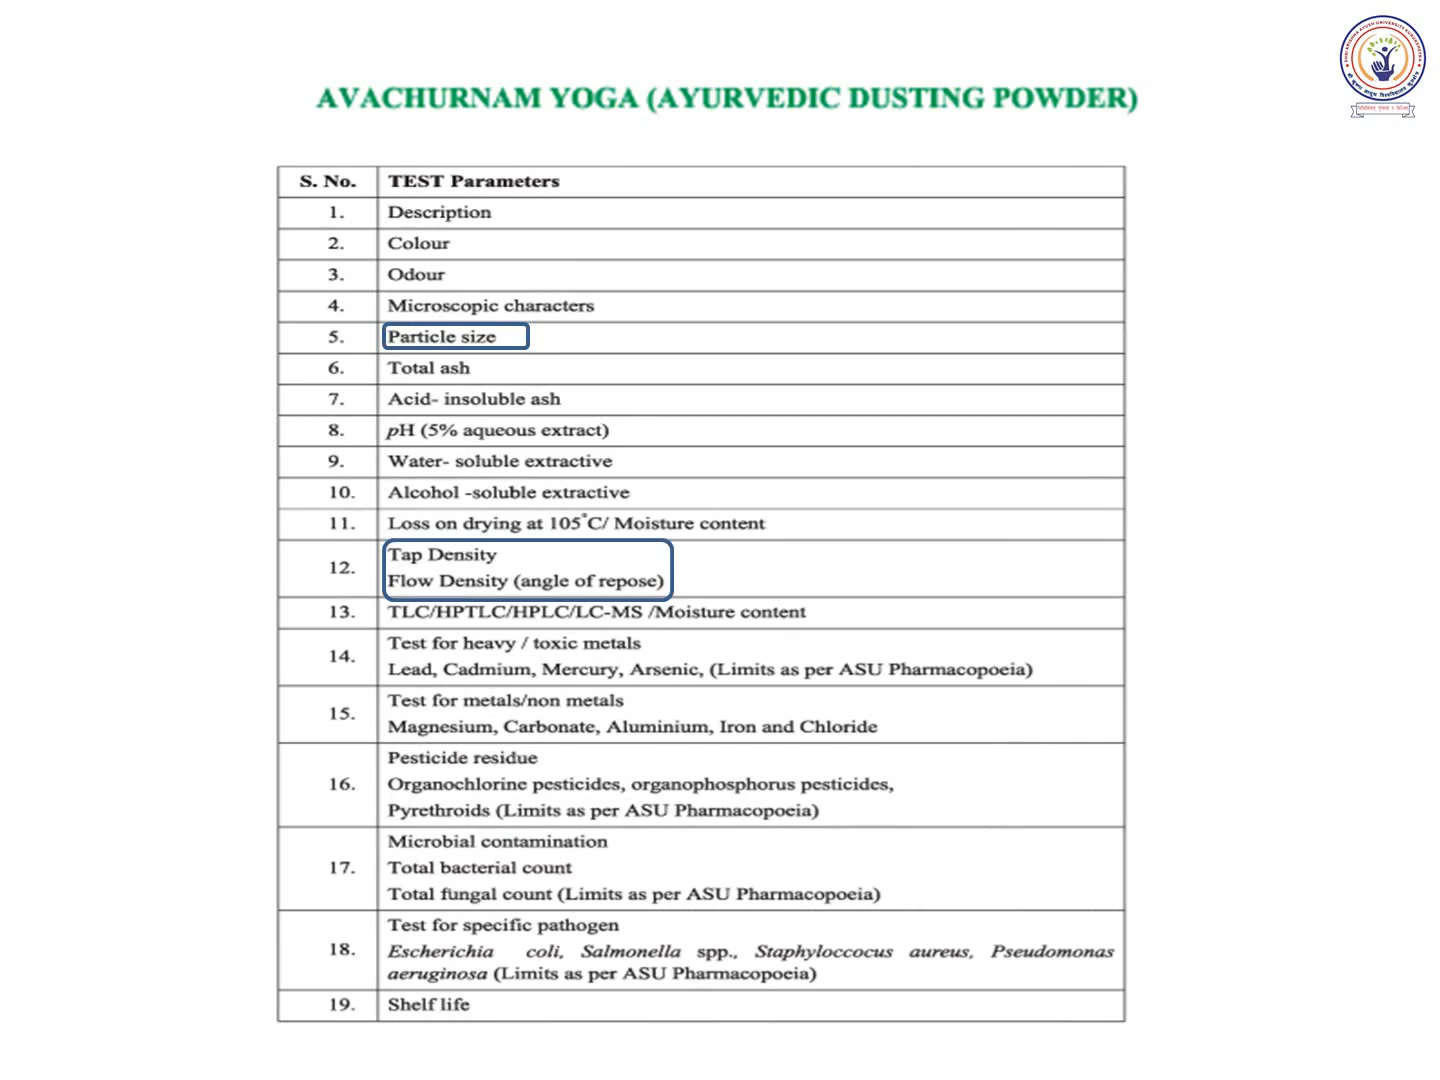 AVACHURNAM YOGA (AYURVEDIC DUSTING POWDER)
S. No. TEST Parameters
1. Description
2. Colour
3. Odour
4. Microscopic characters
5. Particle size
6. Total ash
7. Acid- insoluble ash
8. pH (5% aqueous extract)
9. Water- soluble extractive
10. Alcohol -soluble extractive
11. Loss on drying at 105°C/ Moisture content
12. Tap Density
Flow Density (angle of repose)
13. TLC/HPTLC/HPLC/LC-MS /Moisture content
14. Test for heavy / toxic metals
Lead, Cadmium, Mercury, Arsenic, (Limits as per ASU Pharmacopoeia)
15. Test for metals/non metals
Magnesium, Carbonate, Aluminium, Iron and Chloride
16. Pesticide residue
Organochlorine pesticides, organophosphorus pesticides,
Pyrethroids (Limits as per ASU Pharmacopoeia)
17. Microbial contamination
Total bacterial count
Total fungal count (Limits as per ASU Pharmacopoeia)
18. Test for specific pathogen
Escherichia coli, Salmonella spp., Staphyloccocus aureus, Pseudomonas
aeruginosa (Limits as per ASU Pharmacopoeia)
19. Shelf life